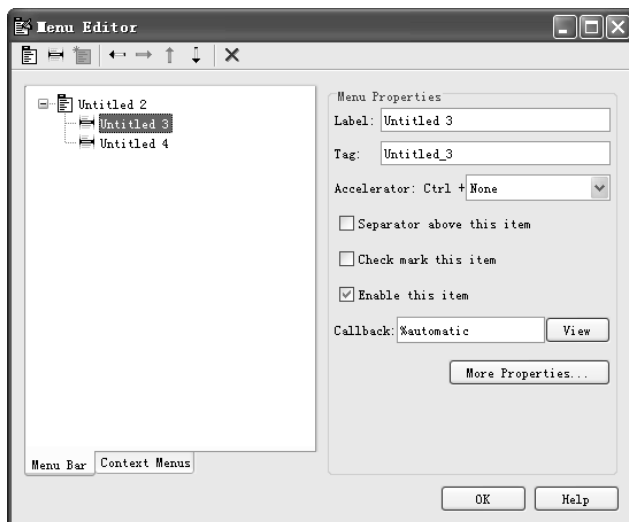 Menu Editor
Untitled 2
Untitled 3
Untitled 4
Menu Bar
Context Menus
Menu Properties
Label: Untitled 3
Tag: Untitled_3
Accelerator: Ctrl + None
Separator above this item
Check mark this item
Enable this item
Callback: %automatic View
More Properties...
OK Help